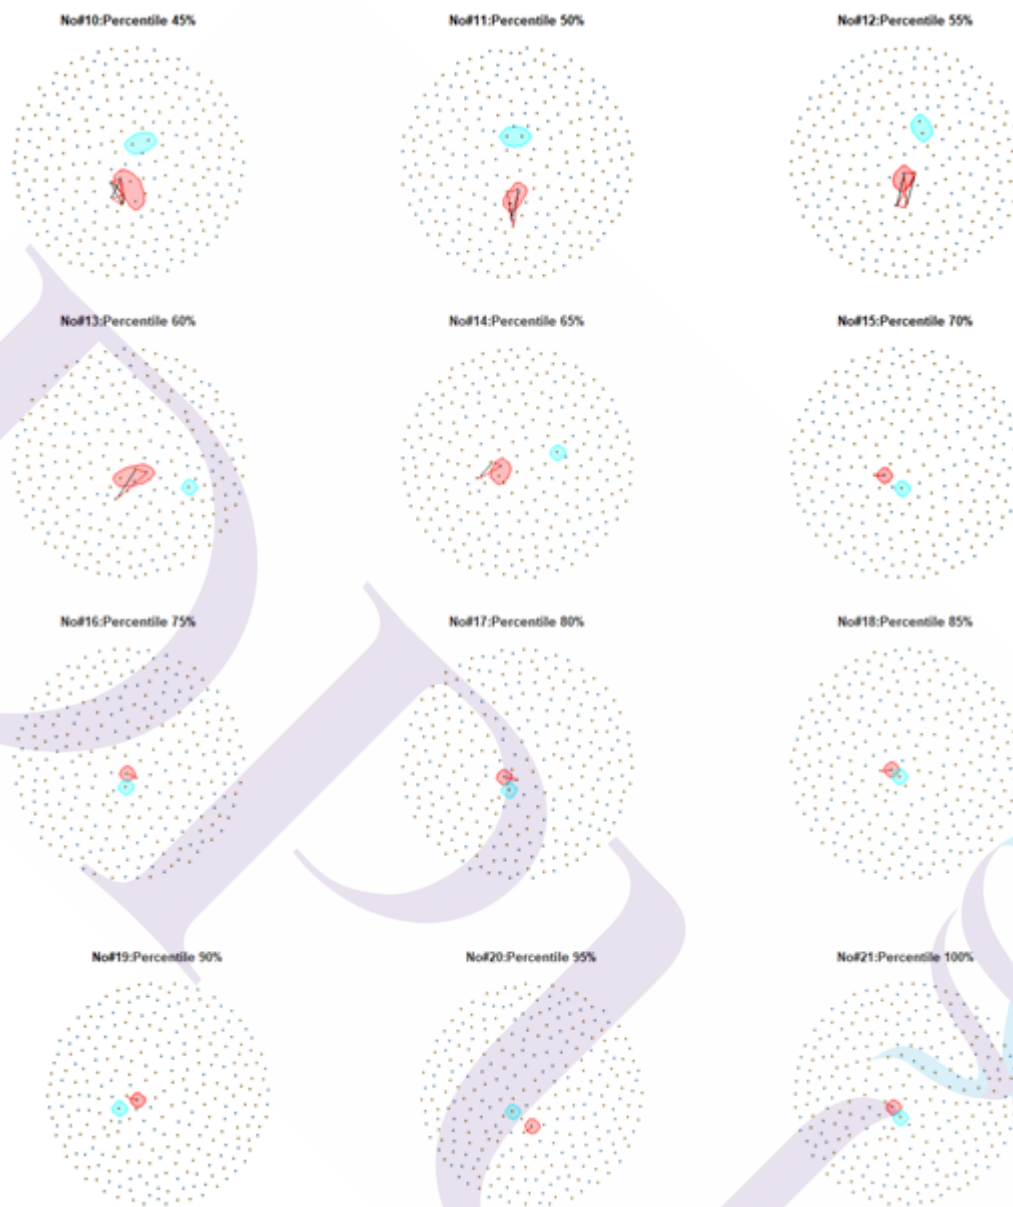 No#10:Percentile 45%
No#11:Percentile 50%
No#12:Percentile 55%
No#13:Percentile 60%
No#14:Percentile 65%
No#15:Percentile 70%
No#16:Percentile 75%
No#17:Percentile 80%
No#18:Percentile 85%
No#19:Percentile 90%
No#20:Percentile 95%
No#21:Percentile 100%